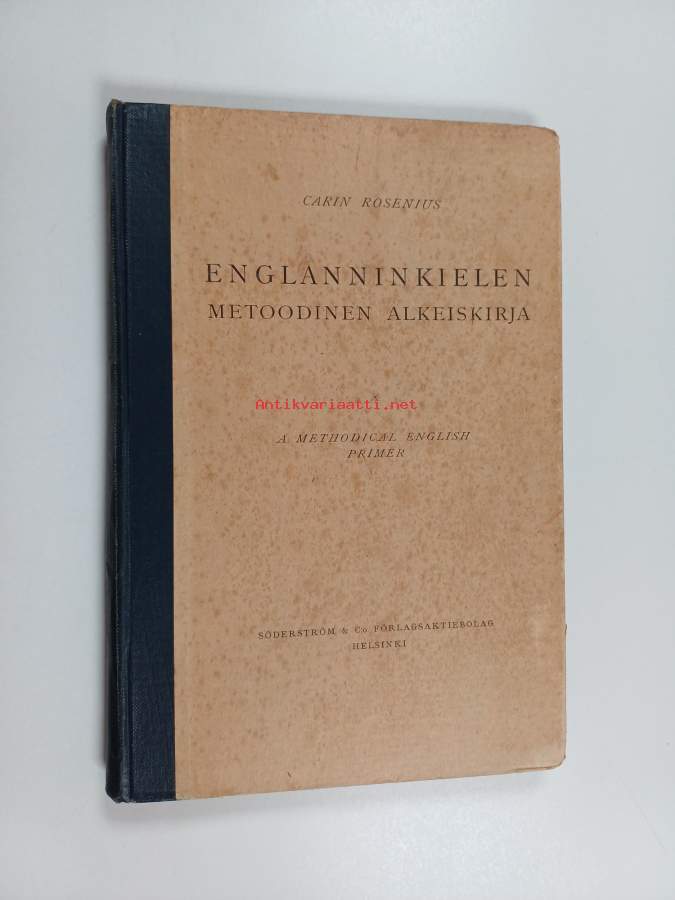 CARIN ROSENIUS
ENGLANNINKIELEN
METOODINEN ALKEISKIRJA
Antikvariaatti.net
A METHODICAL ENGLISH
PRIMER
SÖDERSTRÖM & Co FÖRLAGSAKTIEBOLAG
HELSINKI